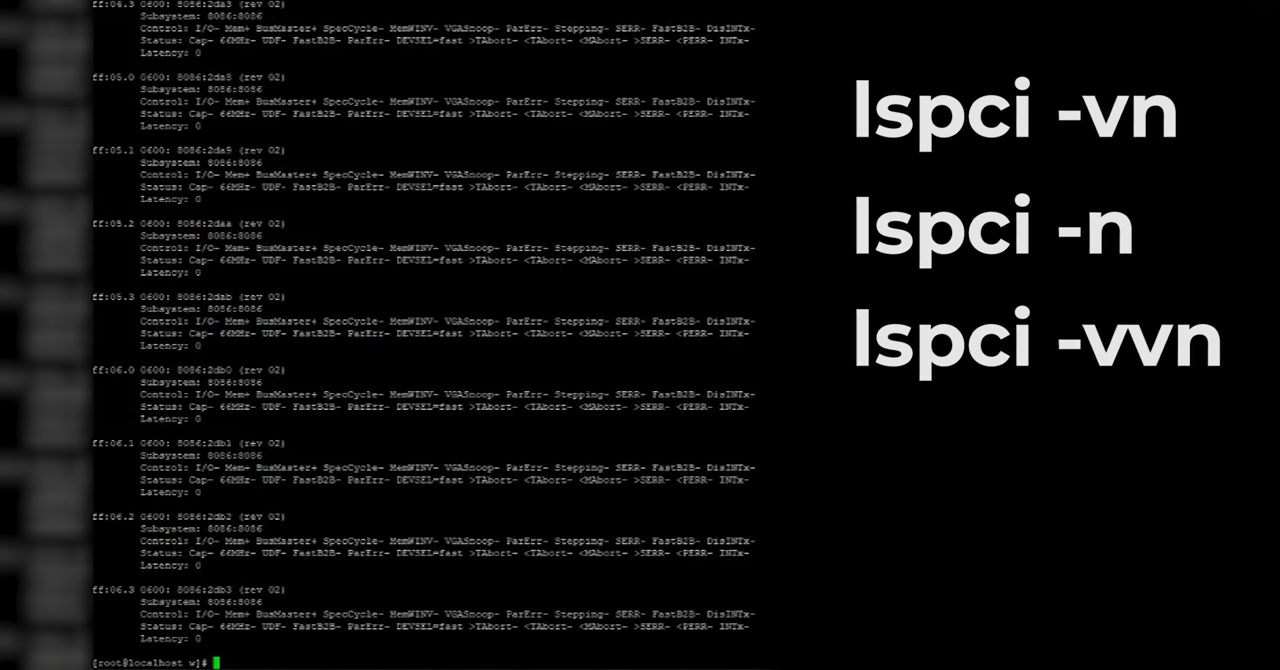 ff:04.3 0600: 8086:2da3 (rev 02)
Subsystem: 8086:8086
Control: I/O- Mem+ BusMaster+ SpecCycle- MemWINV- VGASnoop- ParErr- Stepping- SERR- FastB2B- DisINTx-
Status: Cap- 66MHz- UDF- FastB2B- ParErr- DEVSEL=fast >TAbort- <TAbort- <MAbort- >SERR- <PERR- INTx-
Latency: 0
ff:05.0 0600: 8086:2da8 (rev 02)
Subsystem: 8086:8086
Control: I/O- Mem+ BusMaster+ SpecCycle- MemWINV- VGASnoop- ParErr- Stepping- SERR- FastB2B- DisINTx-
Status: Cap- 66MHz- UDF- FastB2B- ParErr- DEVSEL=fast >TAbort- <TAbort- <MAbort- >SERR- <PERR- INTx-
Latency: 0
ff:05.1 0600: 8086:2da9 (rev 02)
Subsystem: 8086:8086
Control: I/O- Mem+ BusMaster+ SpecCycle- MemWINV- VGASnoop- ParErr- Stepping- SERR- FastB2B- DisINTx-
Status: Cap- 66MHz- UDF- FastB2B- ParErr- DEVSEL=fast >TAbort- <TAbort- <MAbort- >SERR- <PERR- INTx-
Latency: 0
ff:05.2 0600: 8086:2daa (rev 02)
Subsystem: 8086:8086
Control: I/O- Mem+ BusMaster+ SpecCycle- MemWINV- VGASnoop- ParErr- Stepping- SERR- FastB2B- DisINTx-
Status: Cap- 66MHz- UDF- FastB2B- ParErr- DEVSEL=fast >TAbort- <TAbort- <MAbort- >SERR- <PERR- INTx-
Latency: 0
ff:05.3 0600: 8086:2dab (rev 02)
Subsystem: 8086:8086
Control: I/O- Mem+ BusMaster+ SpecCycle- MemWINV- VGASnoop- ParErr- Stepping- SERR- FastB2B- DisINTx-
Status: Cap- 66MHz- UDF- FastB2B- ParErr- DEVSEL=fast >TAbort- <TAbort- <MAbort- >SERR- <PERR- INTx-
Latency: 0
ff:06.0 0600: 8086:2db0 (rev 02)
Subsystem: 8086:8086
Control: I/O- Mem+ BusMaster+ SpecCycle- MemWINV- VGASnoop- ParErr- Stepping- SERR- FastB2B- DisINTx-
Status: Cap- 66MHz- UDF- FastB2B- ParErr- DEVSEL=fast >TAbort- <TAbort- <MAbort- >SERR- <PERR- INTx-
Latency: 0
ff:06.1 0600: 8086:2db1 (rev 02)
Subsystem: 8086:8086
Control: I/O- Mem+ BusMaster+ SpecCycle- MemWINV- VGASnoop- ParErr- Stepping- SERR- FastB2B- DisINTx-
Status: Cap- 66MHz- UDF- FastB2B- ParErr- DEVSEL=fast >TAbort- <TAbort- <MAbort- >SERR- <PERR- INTx-
Latency: 0
ff:06.2 0600: 8086:2db2 (rev 02)
Subsystem: 8086:8086
Control: I/O- Mem+ BusMaster+ SpecCycle- MemWINV- VGASnoop- ParErr- Stepping- SERR- FastB2B- DisINTx-
Status: Cap- 66MHz- UDF- FastB2B- ParErr- DEVSEL=fast >TAbort- <TAbort- <MAbort- >SERR- <PERR- INTx-
Latency: 0
ff:06.3 0600: 8086:2db3 (rev 02)
Subsystem: 8086:8086
Control: I/O- Mem+ BusMaster+ SpecCycle- MemWINV- VGASnoop- ParErr- Stepping- SERR- FastB2B- DisINTx-
Status: Cap- 66MHz- UDF- FastB2B- ParErr- DEVSEL=fast >TAbort- <TAbort- <MAbort- >SERR- <PERR- INTx-
Latency: 0
[root@localhost w]#
lspci -vn
lspci -n
lspci -vvn